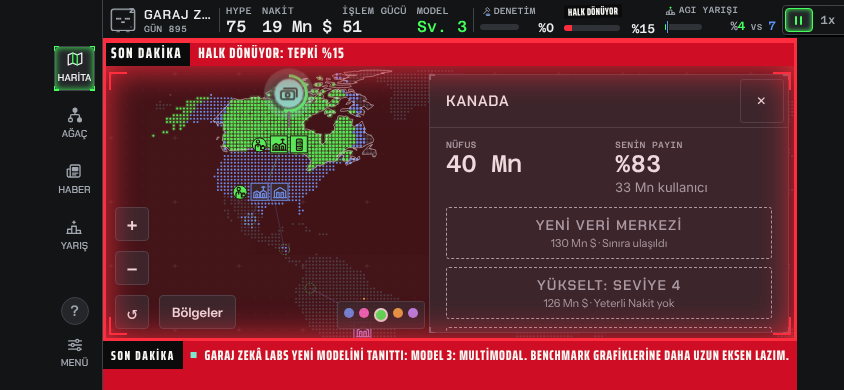 GARAJ Z...
GÜN 895
HYPE
75
NAKİT
19 Mn $
İŞLEM GÜCÜ
51
MODEL
Sv. 3
DENETİM
%0
HALK DÖNÜYOR
%15
AGI YARIŞI
%4 VS 7
1x
HARİTA
AĞAÇ
HABER
YARIŞ
?
MENÜ
SON DAKİKA
HALK DÖNÜYOR: TEPKİ %15
+
−
↺
Bölgeler
KANADA
×
NÜFUS
40 Mn
SENİN PAYIN
%83
33 Mn kullanıcı
YENİ VERİ MERKEZİ
130 Mn $ · Sınıra ulaşıldı
YÜKSELT: SEVİYE 4
126 Mn $ · Yeterli Nakit yok
SON DAKİKA
GARAJ ZEKÂ LABS YENİ MODELİNİ TANITTI: MODEL 3: MULTİMODAL. BENCHMARK GRAFİKLERİNE DAHA UZUN EKSEN LAZIM.